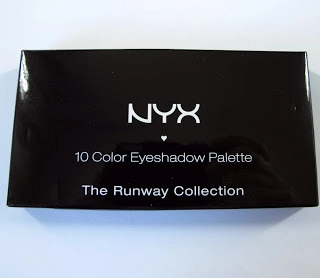 NYX
10 Color Eyeshadow Palette
The Runway Collection